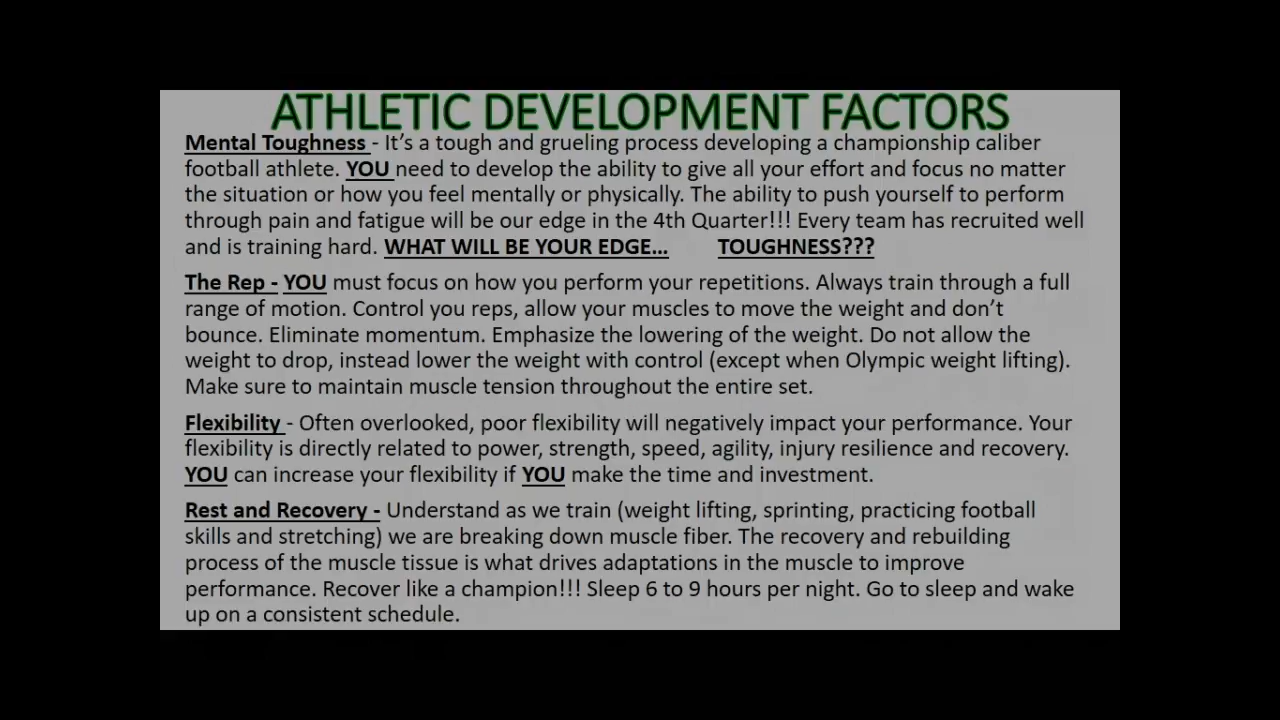 ATHLETIC DEVELOPMENT FACTORS
Mental Toughness - It's a tough and grueling process developing a championship caliber
football athlete. YOU need to develop the ability to give all your effort and focus no matter
the situation or how you feel mentally or physically. The ability to push yourself to perform
through pain and fatigue will be our edge in the 4th Quarter!!! Every team has recruited well
and is training hard. WHAT WILL BE YOUR EDGE... TOUGHNESS???
The Rep - YOU must focus on how you perform your repetitions. Always train through a full
range of motion. Control you reps, allow your muscles to move the weight and don't
bounce. Eliminate momentum. Emphasize the lowering of the weight. Do not allow the
weight to drop, instead lower the weight with control (except when Olympic weight lifting).
Make sure to maintain muscle tension throughout the entire set.
Flexibility - Often overlooked, poor flexibility will negatively impact your performance. Your
flexibility is directly related to power, strength, speed, agility, injury resilience and recovery.
YOU can increase your flexibility if YOU make the time and investment.
Rest and Recovery - Understand as we train (weight lifting, sprinting, practicing football
skills and stretching) we are breaking down muscle fiber. The recovery and rebuilding
process of the muscle tissue is what drives adaptations in the muscle to improve
performance. Recover like a champion!!! Sleep 6 to 9 hours per night. Go to sleep and wake
up on a consistent schedule.